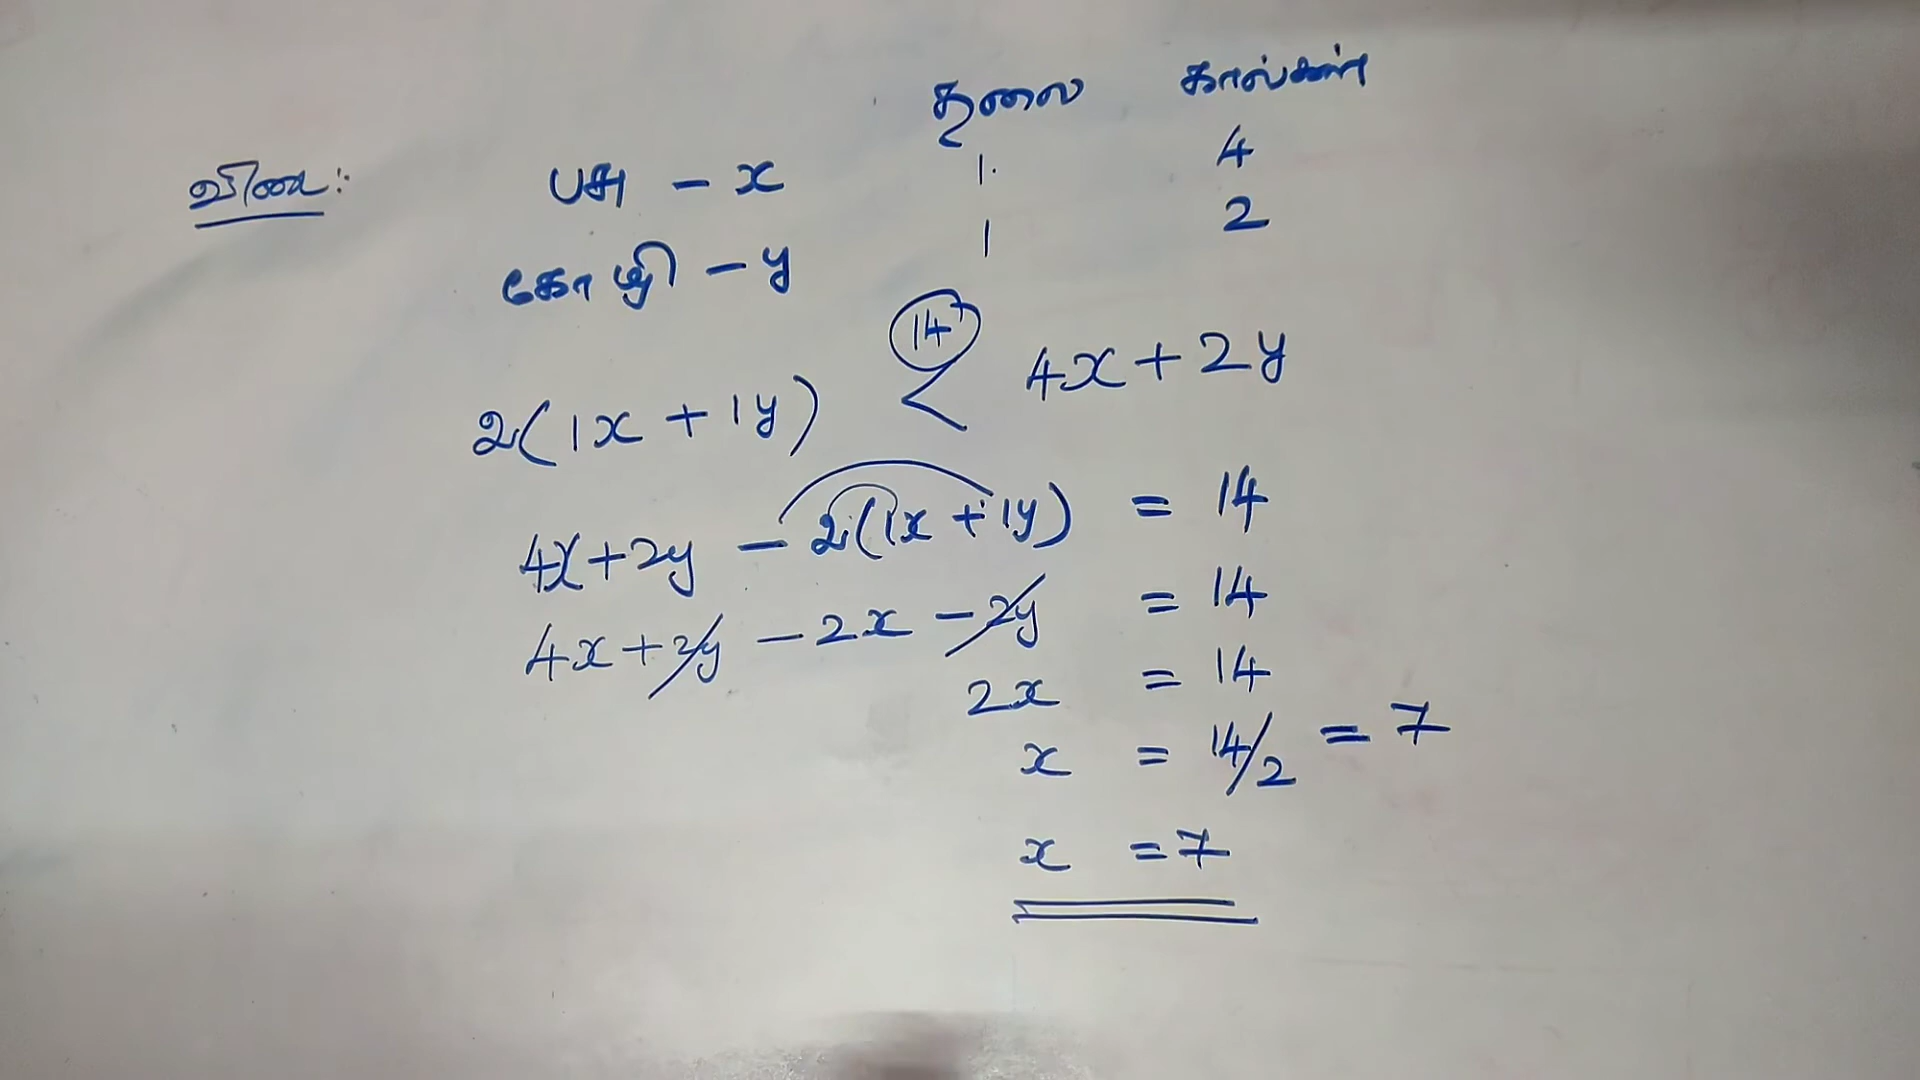 தலை கால்கள்
விடை: பசு - x 1. 4
கோழி - y 1 2
14
2(1x + 1y) < 4x + 2y
4x + 2y - 2(1x + 1y) = 14
4x + 2y - 2x - 2y = 14
2x = 14
x = 14/2 = 7
x = 7